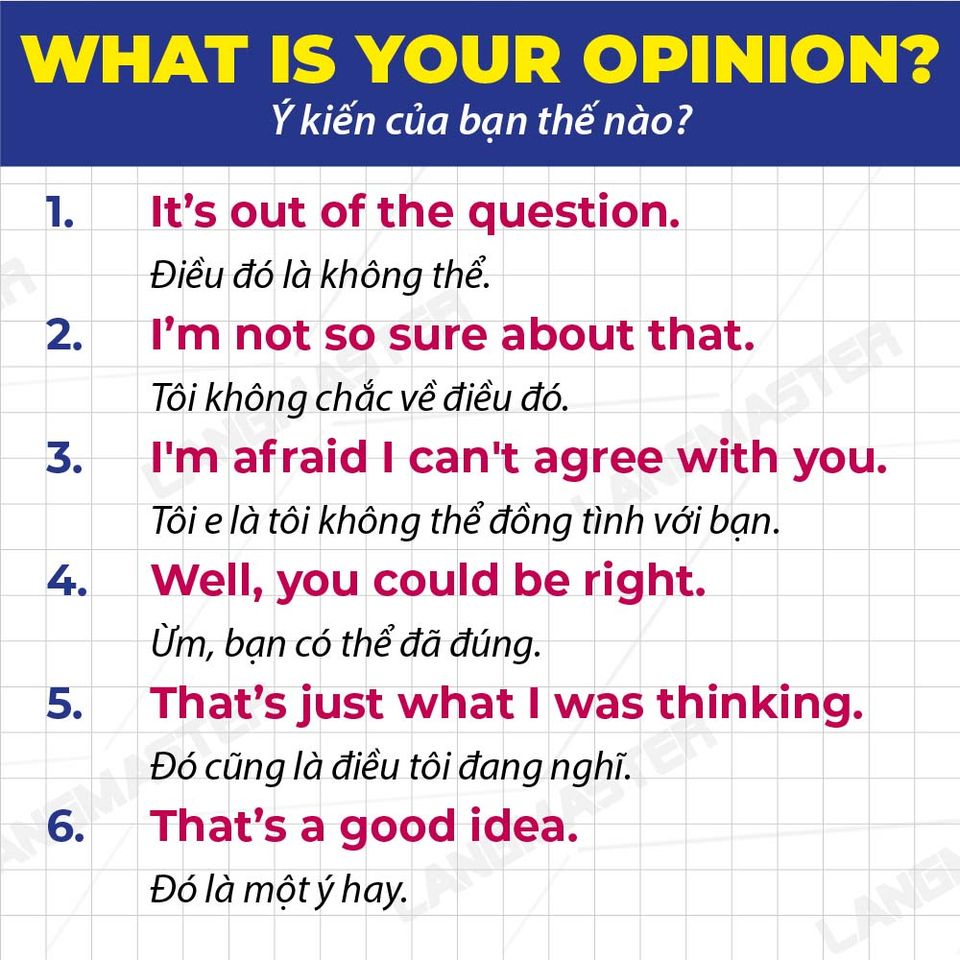 WHAT IS YOUR OPINION?
Ý kiến của bạn thế nào?
1. It’s out of the question.
Điều đó là không thể.
2. I’m not so sure about that.
Tôi không chắc về điều đó.
3. I'm afraid I can't agree with you.
Tôi e là tôi không thể đồng tình với bạn.
4. Well, you could be right.
Ừm, bạn có thể đã đúng.
5. That’s just what I was thinking.
Đó cũng là điều tôi đang nghĩ.
6. That’s a good idea.
Đó là một ý hay.
LANGMASTER
LANGMASTER
LANGMASTER
LANGMASTER